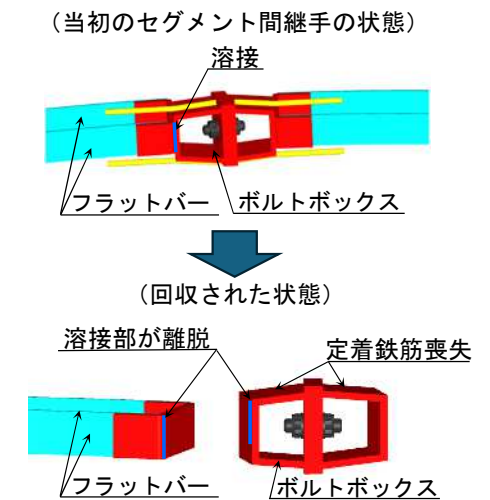 （当初のセグメント間継手の状態）
溶接
フラットバー
ボルトボックス
（回収された状態）
溶接部が離脱
定着鉄筋喪失
フラットバー
ボルトボックス